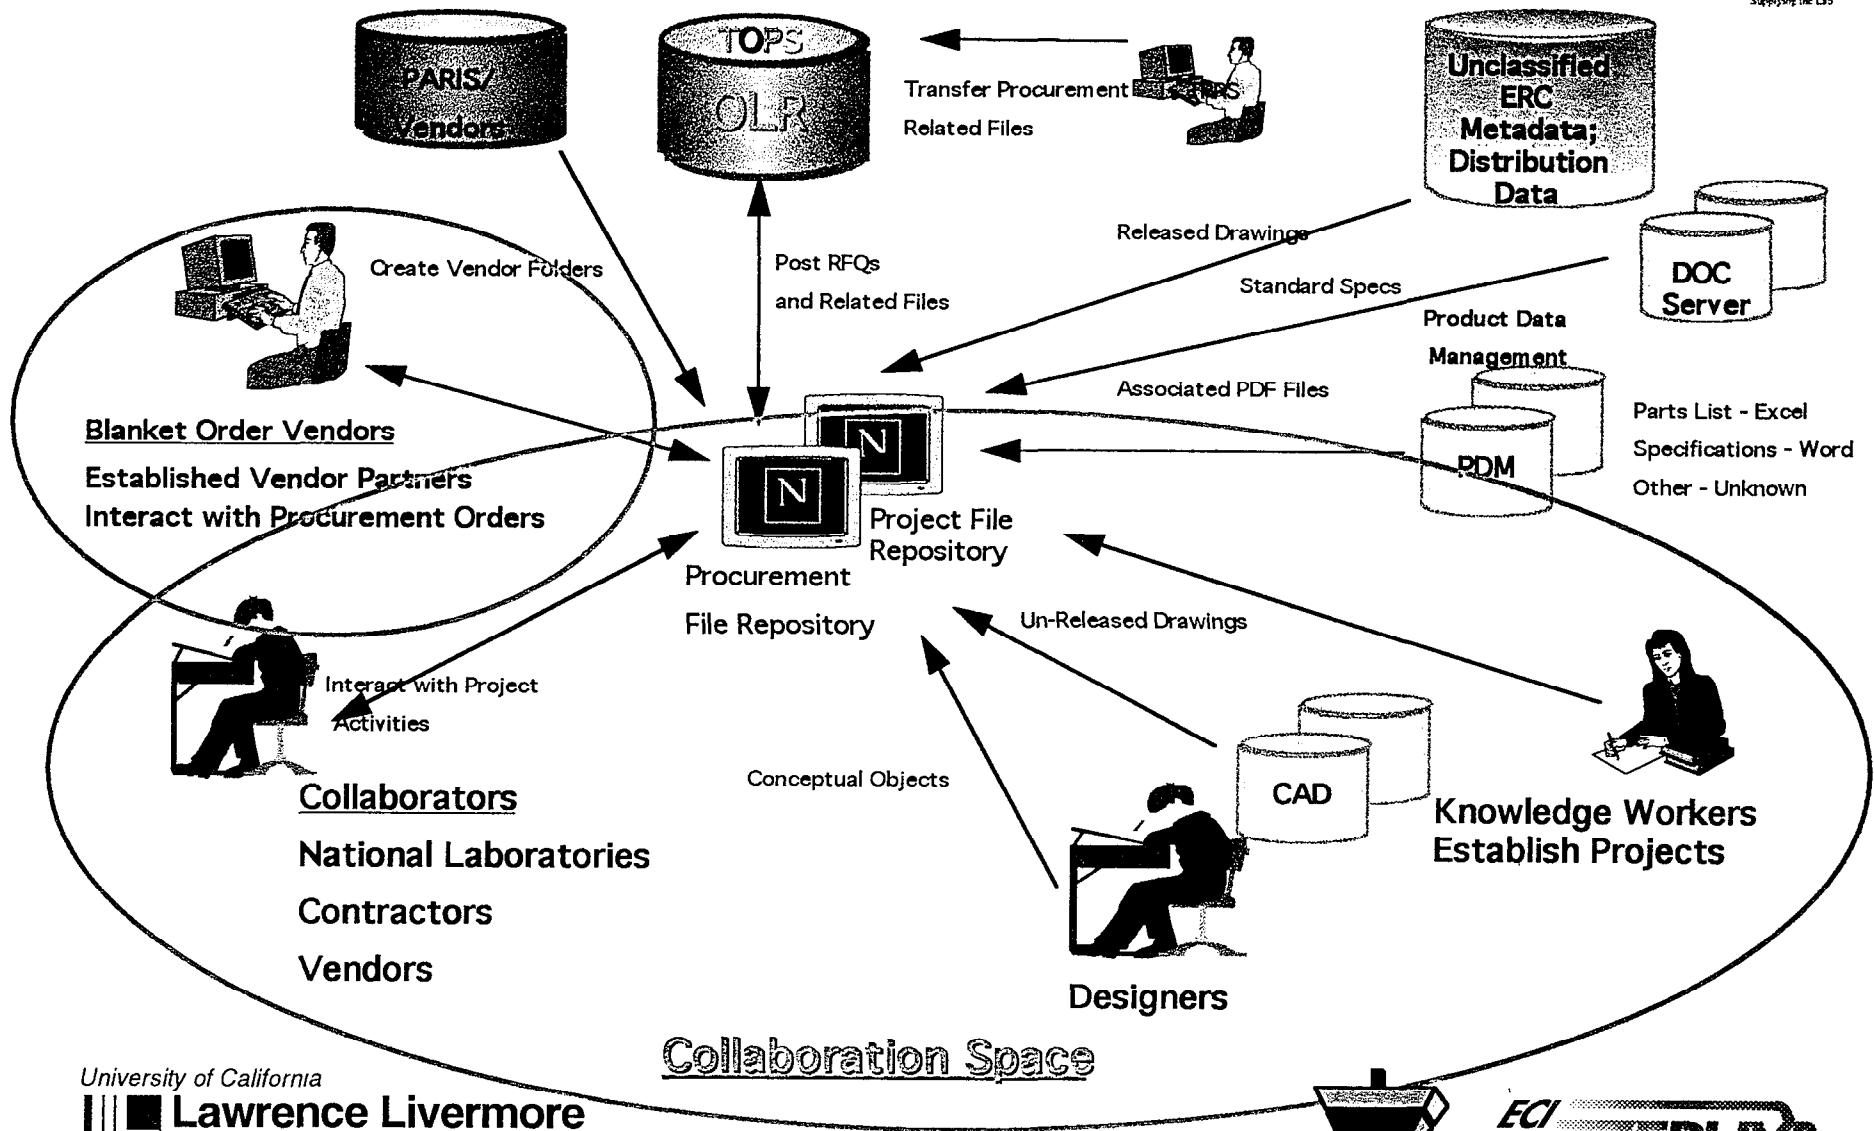 Supplying the Lab
PARIS/
Vendors
TOPS
OLR
Transfer Procurement
Related Files
Unclassified
ERC
Metadata;
Distribution
Data
DOC
Server
Released Drawings
Standard Specs
Product Data
Management
Create Vendor Folders
Post RFQs
and Related Files
Associated PDF Files
Parts List - Excel
Specifications - Word
Other - Unknown
PDM
Blanket Order Vendors
Established Vendor Partners
Interact with Procurement Orders
N
N
Project File
Repository
Procurement
File Repository
Un-Released Drawings
Interact with Project
Activities
Conceptual Objects
CAD
Collaborators
National Laboratories
Contractors
Vendors
Knowledge Workers
Establish Projects
Designers
Collaboration Space
University of California
Lawrence Livermore
ECI